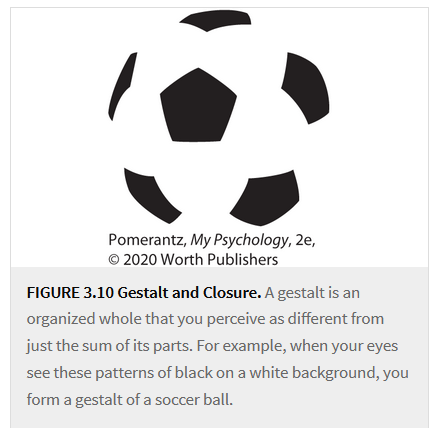 Pomerantz, My Psychology, 2e,
© 2020 Worth Publishers
FIGURE 3.10 Gestalt and Closure. A gestalt is an
organized whole that you perceive as different from
just the sum of its parts. For example, when your eyes
see these patterns of black on a white background, you
form a gestalt of a soccer ball.